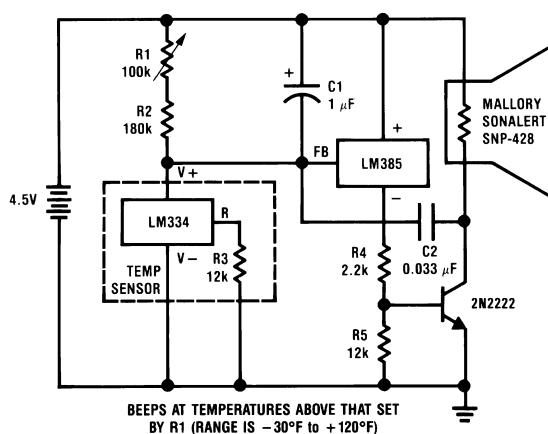 R1
100k
R2
180k
+
C1
1 μF
MALLORY
SONALERT
SNP-428
FB
+
LM385
−
V+
4.5V
LM334
R
V−
TEMP
SENSOR
R3
12k
R4
2.2k
C2
0.033 μF
2N2222
R5
12k
BEEPS AT TEMPERATURES ABOVE THAT SET
BY R1 (RANGE IS −30°F to +120°F)